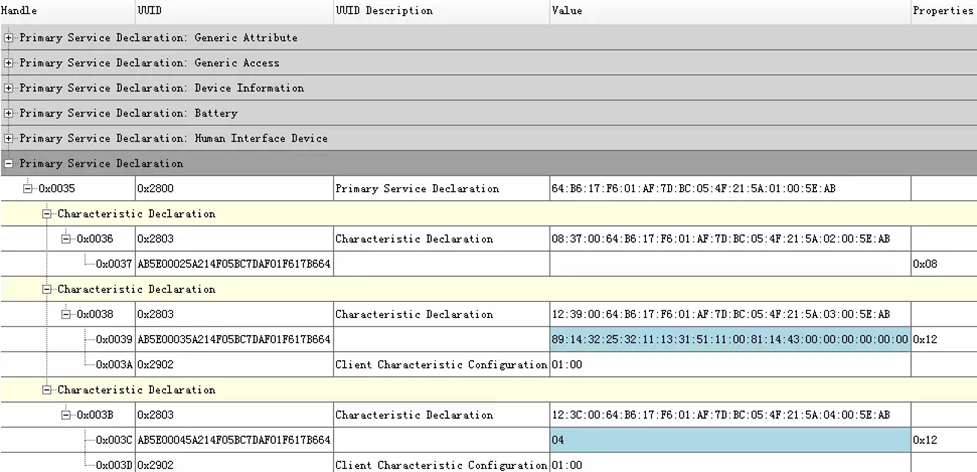 Handle UUID UUID Description Value Properties
Primary Service Declaration: Generic Attribute
Primary Service Declaration: Generic Access
Primary Service Declaration: Device Information
Primary Service Declaration: Battery
Primary Service Declaration: Human Interface Device
Primary Service Declaration
0x0035 0x2800 Primary Service Declaration 64:B6:17:F6:01:AF:7D:BC:05:4F:21:5A:01:00:5E:AB
Characteristic Declaration
0x0036 0x2803 Characteristic Declaration 08:37:00:64:B6:17:F6:01:AF:7D:BC:05:4F:21:5A:02:00:5E:AB
0x0037 AB5E00025A214F05BC7DAF01F617B664 0x08
Characteristic Declaration
0x0038 0x2803 Characteristic Declaration 12:39:00:64:B6:17:F6:01:AF:7D:BC:05:4F:21:5A:03:00:5E:AB
0x0039 AB5E00035A214F05BC7DAF01F617B664 89:14:32:25:32:11:13:31:51:11:00:81:14:43:00:00:00:00:00:00 0x12
0x003A 0x2902 Client Characteristic Configuration 01:00
Characteristic Declaration
0x003B 0x2803 Characteristic Declaration 12:3C:00:64:B6:17:F6:01:AF:7D:BC:05:4F:21:5A:04:00:5E:AB
0x003C AB5E00045A214F05BC7DAF01F617B664 04 0x12
0x003D 0x2902 Client Characteristic Configuration 01:00